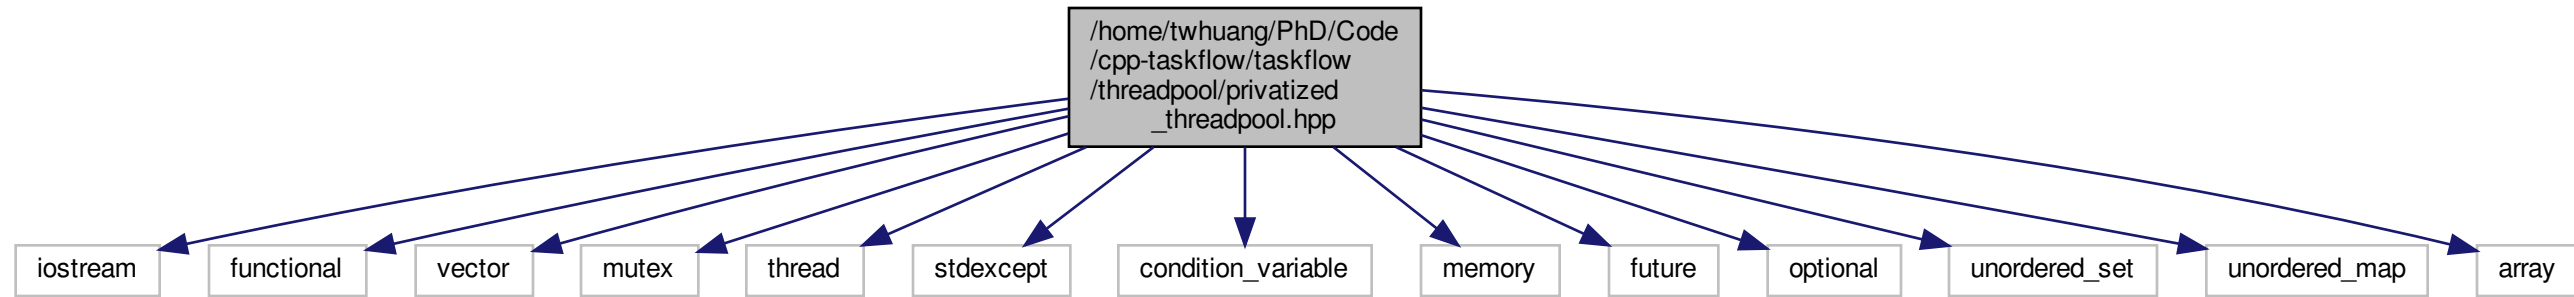 /home/twhuang/PhD/Code
/cpp-taskflow/taskflow
/threadpool/privatized
_threadpool.hpp
iostream
functional
vector
mutex
thread
stdexcept
condition_variable
memory
future
optional
unordered_set
unordered_map
array